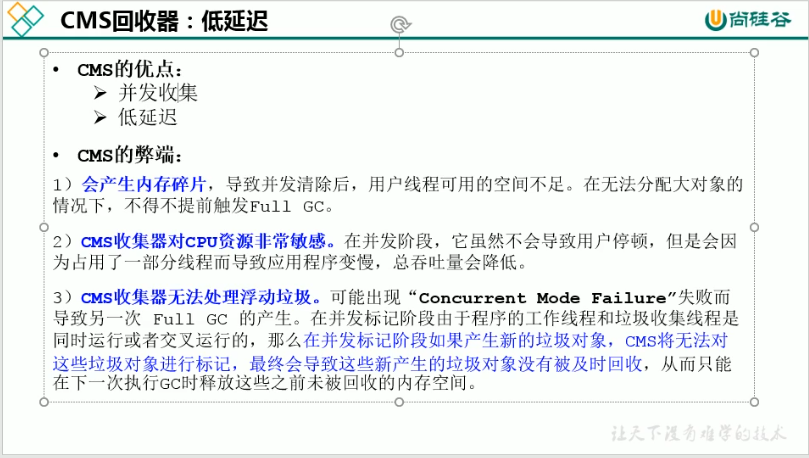 CMS回收器：低延迟
尚硅谷
• CMS的优点：
➢ 并发收集
➢ 低延迟
• CMS的弊端：
1）会产生内存碎片，导致并发清除后，用户线程可用的空间不足。在无法分配大对象的
情况下，不得不提前触发Full GC。
2）CMS收集器对CPU资源非常敏感。在并发阶段，它虽然不会导致用户停顿，但是会因
为占用了一部分线程而导致应用程序变慢，总吞吐量会降低。
3）CMS收集器无法处理浮动垃圾。可能出现“Concurrent Mode Failure”失败而
导致另一次 Full GC 的产生。在并发标记阶段由于程序的工作线程和垃圾收集线程是
同时运行或者交叉运行的，那么在并发标记阶段如果产生新的垃圾对象，CMS将无法对
这些垃圾对象进行标记，最终会导致这些新产生的垃圾对象没有被及时回收，从而只能
在下一次执行GC时释放这些之前未被回收的内存空间。
让天下没有难学的技术